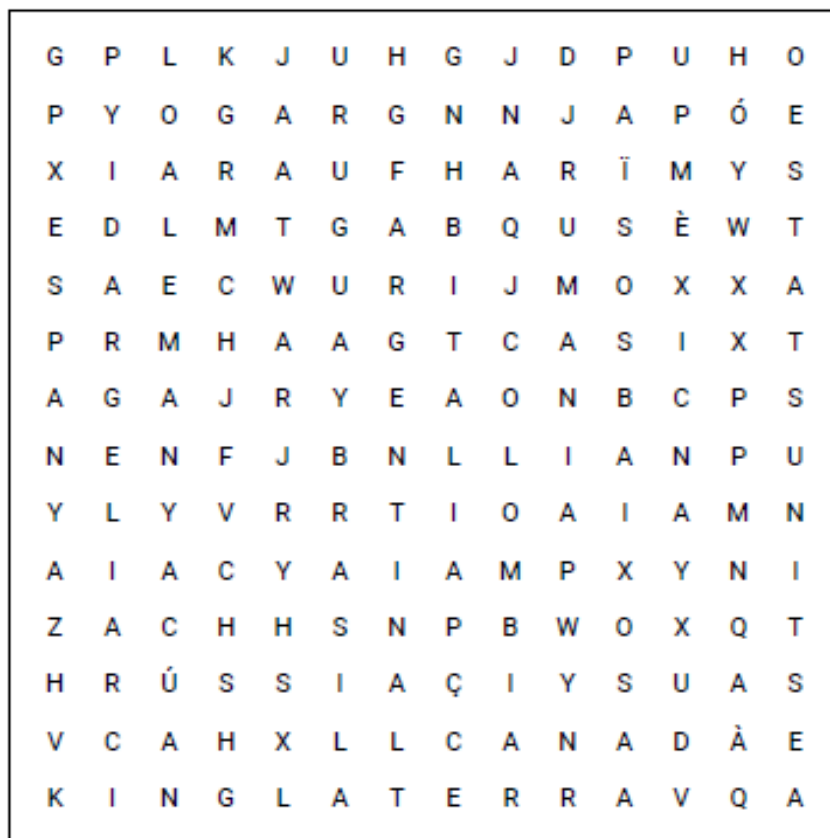 G P L K J U H G J D P U H O
P Y O G A R G N N J A P Ó E
X I A R A U F H A R Ï M Y S
E D L M T G A B Q U S È W T
S A E C W U R I J M O X X A
P R M H A A G T C A S I X T
A G A J R Y E A O N B C P S
N E N F J B N L L I A N P U
Y L Y V R R T I O A I A M N
A I A C Y A I A M P X Y N I
Z A C H H S N P B W O X Q T
H R Ú S S I A Ç I Y S U A S
V C A H X L L C A N A D À E
K I N G L A T E R R A V Q A